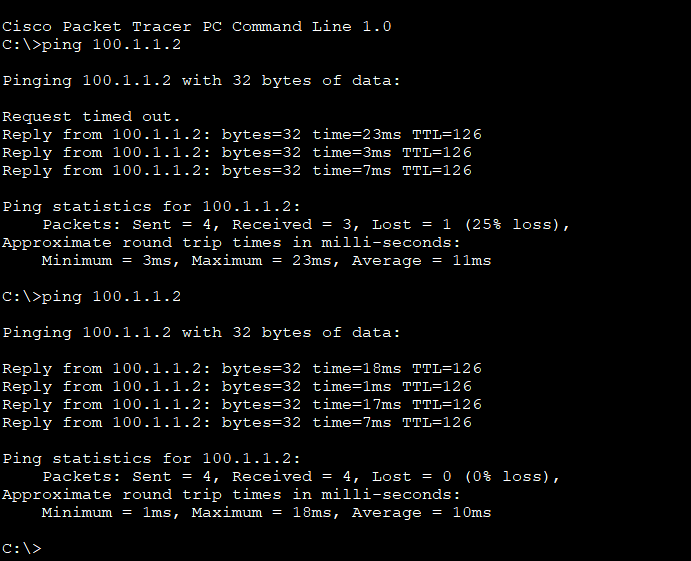 Cisco Packet Tracer PC Command Line 1.0
C:\>ping 100.1.1.2
Pinging 100.1.1.2 with 32 bytes of data:
Request timed out.
Reply from 100.1.1.2: bytes=32 time=23ms TTL=126
Reply from 100.1.1.2: bytes=32 time=3ms TTL=126
Reply from 100.1.1.2: bytes=32 time=7ms TTL=126
Ping statistics for 100.1.1.2:
Packets: Sent = 4, Received = 3, Lost = 1 (25% loss),
Approximate round trip times in milli-seconds:
Minimum = 3ms, Maximum = 23ms, Average = 11ms
C:\>ping 100.1.1.2
Pinging 100.1.1.2 with 32 bytes of data:
Reply from 100.1.1.2: bytes=32 time=18ms TTL=126
Reply from 100.1.1.2: bytes=32 time=1ms TTL=126
Reply from 100.1.1.2: bytes=32 time=17ms TTL=126
Reply from 100.1.1.2: bytes=32 time=7ms TTL=126
Ping statistics for 100.1.1.2:
Packets: Sent = 4, Received = 4, Lost = 0 (0% loss),
Approximate round trip times in milli-seconds:
Minimum = 1ms, Maximum = 18ms, Average = 10ms
C:\>